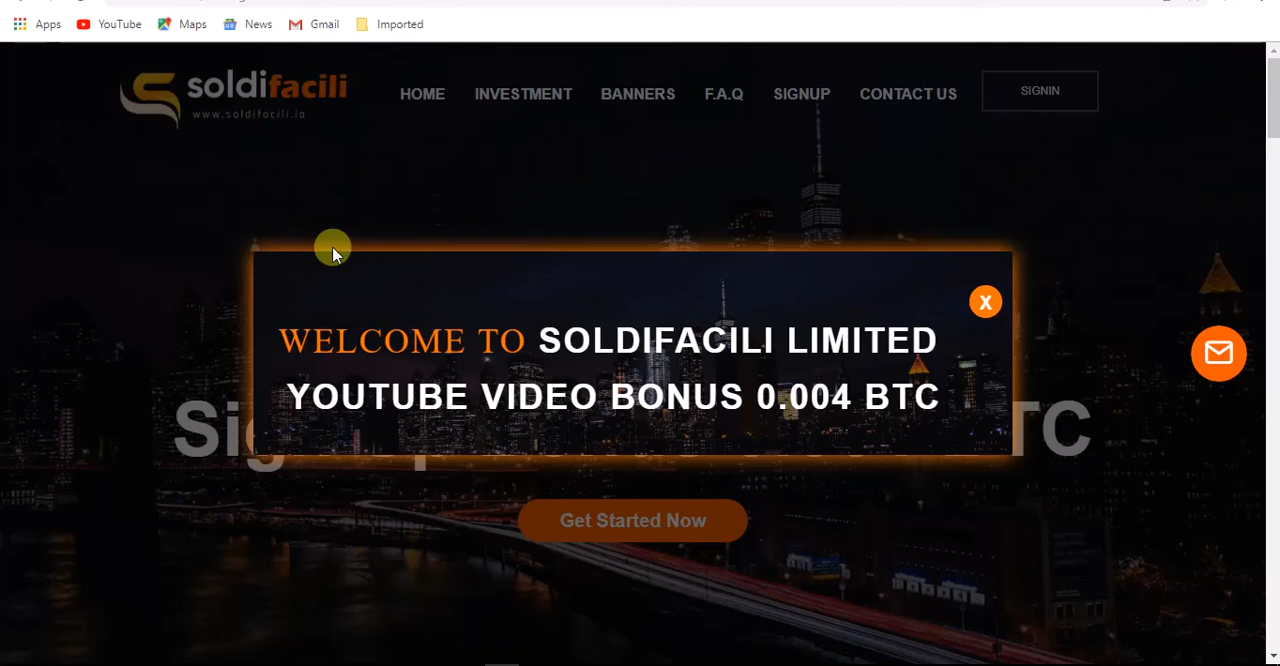 Apps YouTube Maps News Gmail Imported
soldifacili
www.soldifacili.io
HOME INVESTMENT BANNERS F.A.Q SIGNUP CONTACT US SIGNIN
X
WELCOME TO SOLDIFACILI LIMITED
YOUTUBE VIDEO BONUS 0.004 BTC
Get Started Now